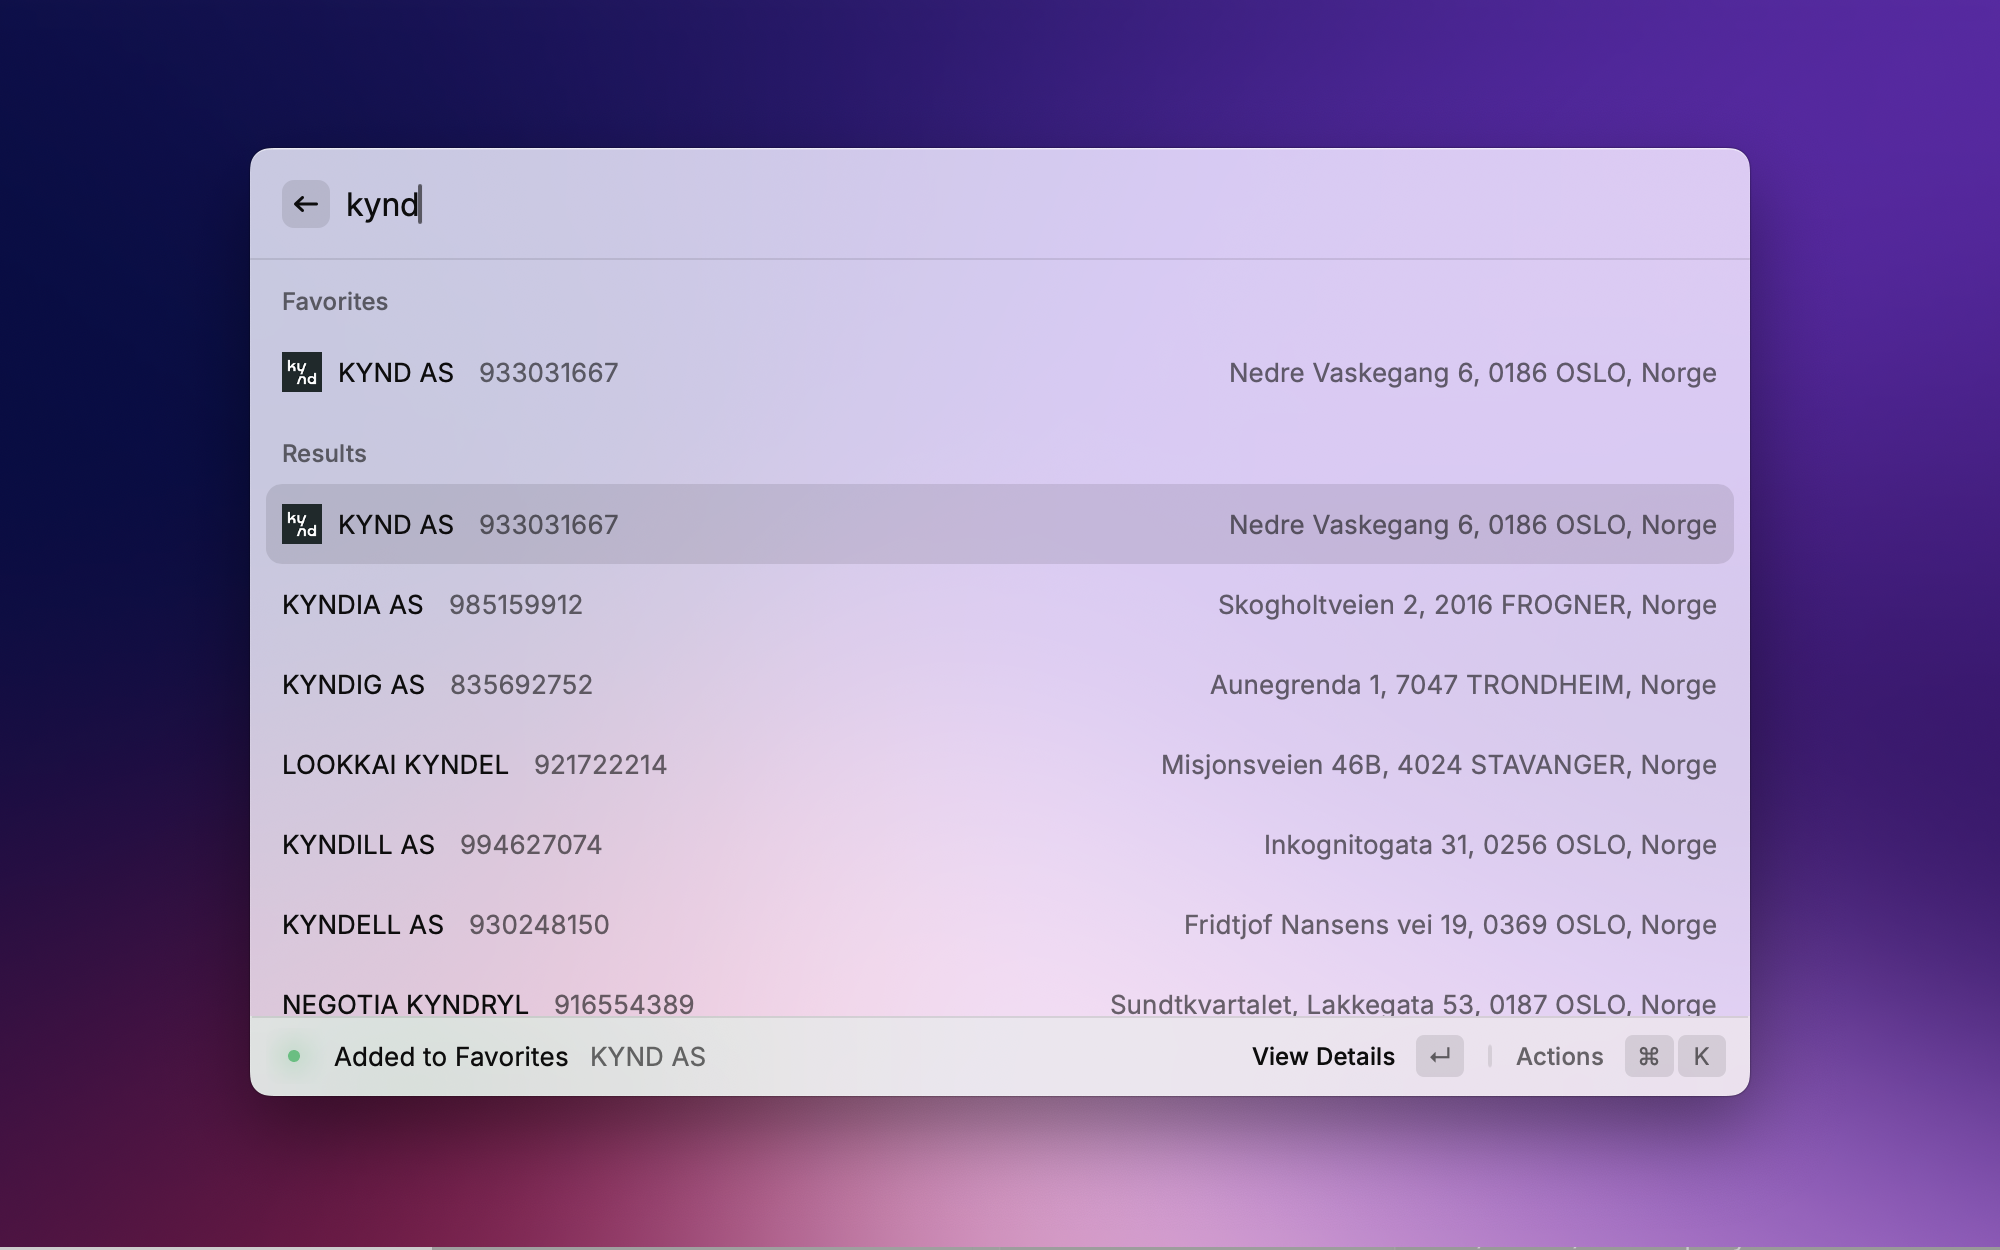 kynd
Favorites
ky
nd
KYND AS 933031667 Nedre Vaskegang 6, 0186 OSLO, Norge
Results
ky
nd
KYND AS 933031667 Nedre Vaskegang 6, 0186 OSLO, Norge
KYNDIA AS 985159912 Skogholtveien 2, 2016 FROGNER, Norge
KYNDIG AS 835692752 Aunegrenda 1, 7047 TRONDHEIM, Norge
LOOKKAI KYNDEL 921722214 Misjonsveien 46B, 4024 STAVANGER, Norge
KYNDILL AS 994627074 Inkognitogata 31, 0256 OSLO, Norge
KYNDELL AS 930248150 Fridtjof Nansens vei 19, 0369 OSLO, Norge
NEGOTIA KYNDRYL 916554389 Sundtkvartalet, Lakkegata 53, 0187 OSLO, Norge
Added to Favorites KYND AS View Details ↵ Actions ⌘ K